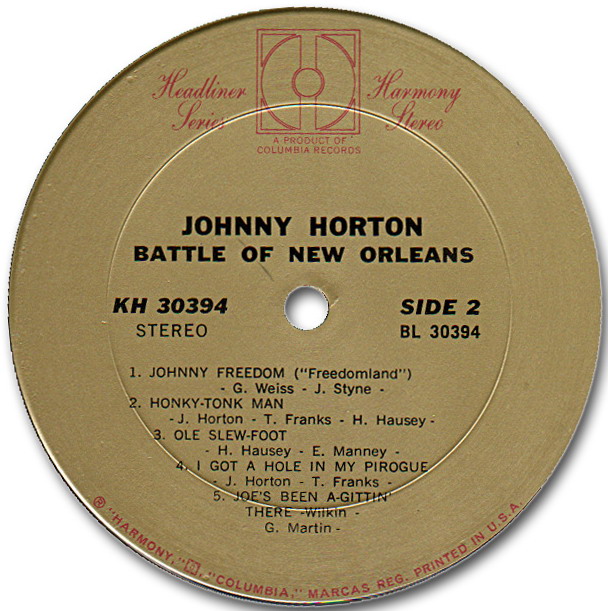 Headliner Series
Harmony Stereo
A PRODUCT OF
COLUMBIA RECORDS
JOHNNY HORTON
BATTLE OF NEW ORLEANS
KH 30394
STEREO
SIDE 2
BL 30394
1. JOHNNY FREEDOM ("Freedomland")
- G. Weiss - J. Styne -
2. HONKY-TONK MAN
- J. Horton - T. Franks - H. Hausey -
3. OLE SLEW-FOOT
- H. Hausey - E. Manney -
4. I GOT A HOLE IN MY PIROGUE
- J. Horton - T. Franks -
5. JOE'S BEEN A-GITTIN'
THERE -Wilkin -
G. Martin -
® "HARMONY," "COLUMBIA," MARCAS REG. PRINTED IN U.S.A.